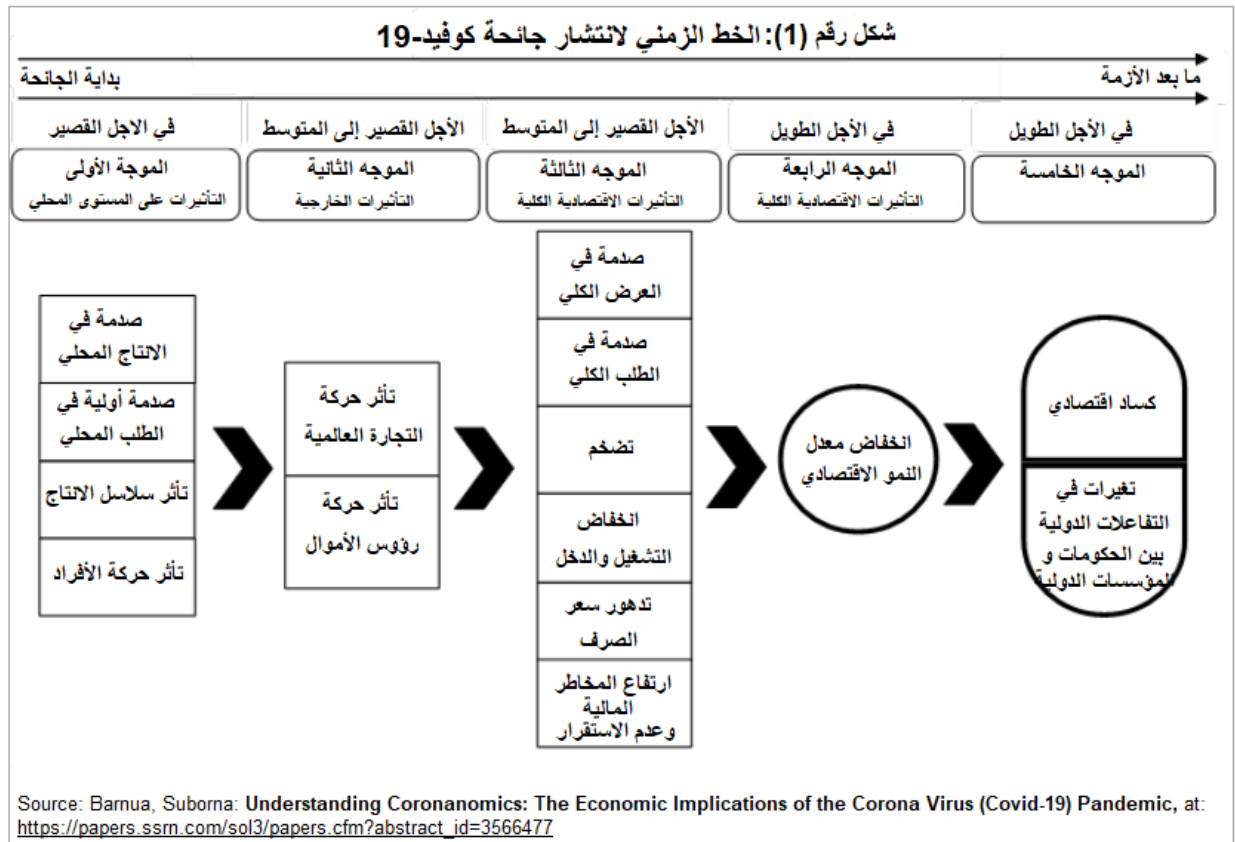 شكل رقم (1): الخط الزمني لانتشار جائحة كوفيد-19
بداية الجائحة
ما بعد الأزمة
في الاجل القصير
الأجل القصير إلى المتوسط
الأجل القصير إلى المتوسط
في الأجل الطويل
في الأجل الطويل
الموجة الأولى
التأثيرات على المستوى المحلي
الموجه الثانية
التأثيرات الخارجية
الموجه الثالثة
التأثيرات الاقتصادية الكلية
الموجه الرابعة
التأثيرات الاقتصادية الكلية
الموجه الخامسة
صدمة في
الانتاج المحلي
صدمة أولية في
الطلب المحلي
تأثر سلاسل الانتاج
تأثر حركة الأفراد
تأثر حركة
التجارة العالمية
تأثر حركة
رؤوس الأموال
صدمة في
العرض الكلي
صدمة في
الطلب الكلي
تضخم
انخفاض
التشغيل والدخل
تدهور سعر
الصرف
ارتفاع المخاطر
المالية
وعدم الاستقرار
انخفاض معدل
النمو الاقتصادي
كساد اقتصادي
تغيرات في
التفاعلات الدولية
بين الحكومات و
المؤسسات الدولية
Source: Barnua, Suborna: Understanding Coronanomics: The Economic Implications of the Corona Virus (Covid-19) Pandemic, at:
https://papers.ssrn.com/sol3/papers.cfm?abstract_id=3566477